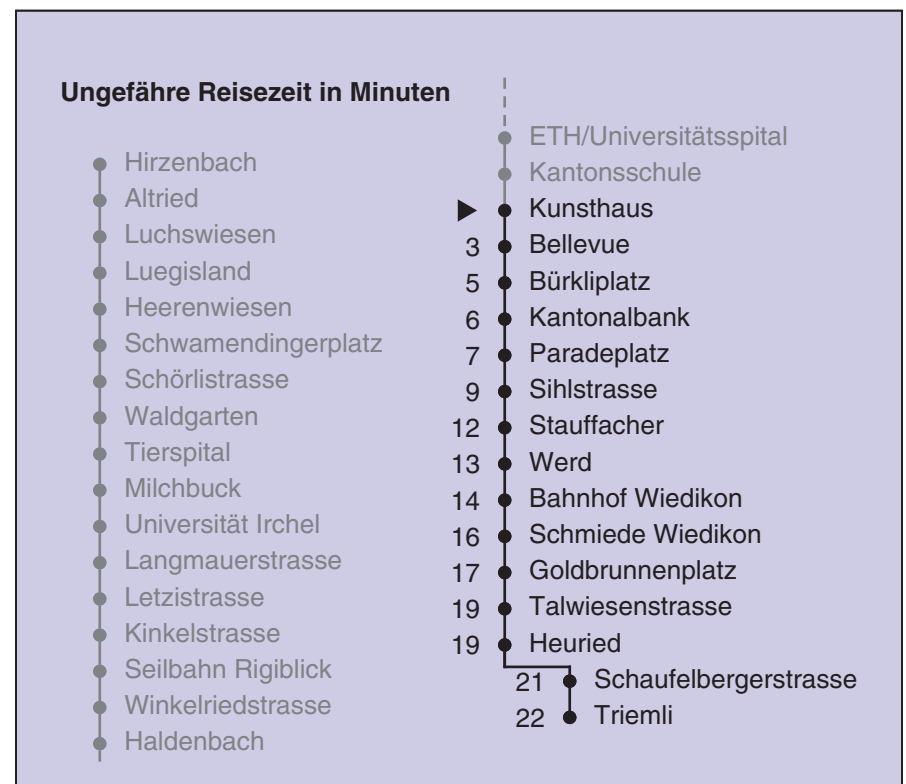 Ungefähre Reisezeit in Minuten
Hirzenbach
Altried
Luchswiesen
Luegisland
Heerenwiesen
Schwamendingerplatz
Schörlistrasse
Waldgarten
Tierspital
Milchbuck
Universität Irchel
Langmauerstrasse
Letzistrasse
Kinkelstrasse
Seilbahn Rigiblick
Winkelriedstrasse
Haldenbach
ETH/Universitätsspital
Kantonsschule
Kunsthaus
3 Bellevue
5 Bürkliplatz
6 Kantonalbank
7 Paradeplatz
9 Sihlstrasse
12 Stauffacher
13 Werd
14 Bahnhof Wiedikon
16 Schmiede Wiedikon
17 Goldbrunnenplatz
19 Talwiesenstrasse
19 Heuried
21 Schaufelbergerstrasse
22 Triemli